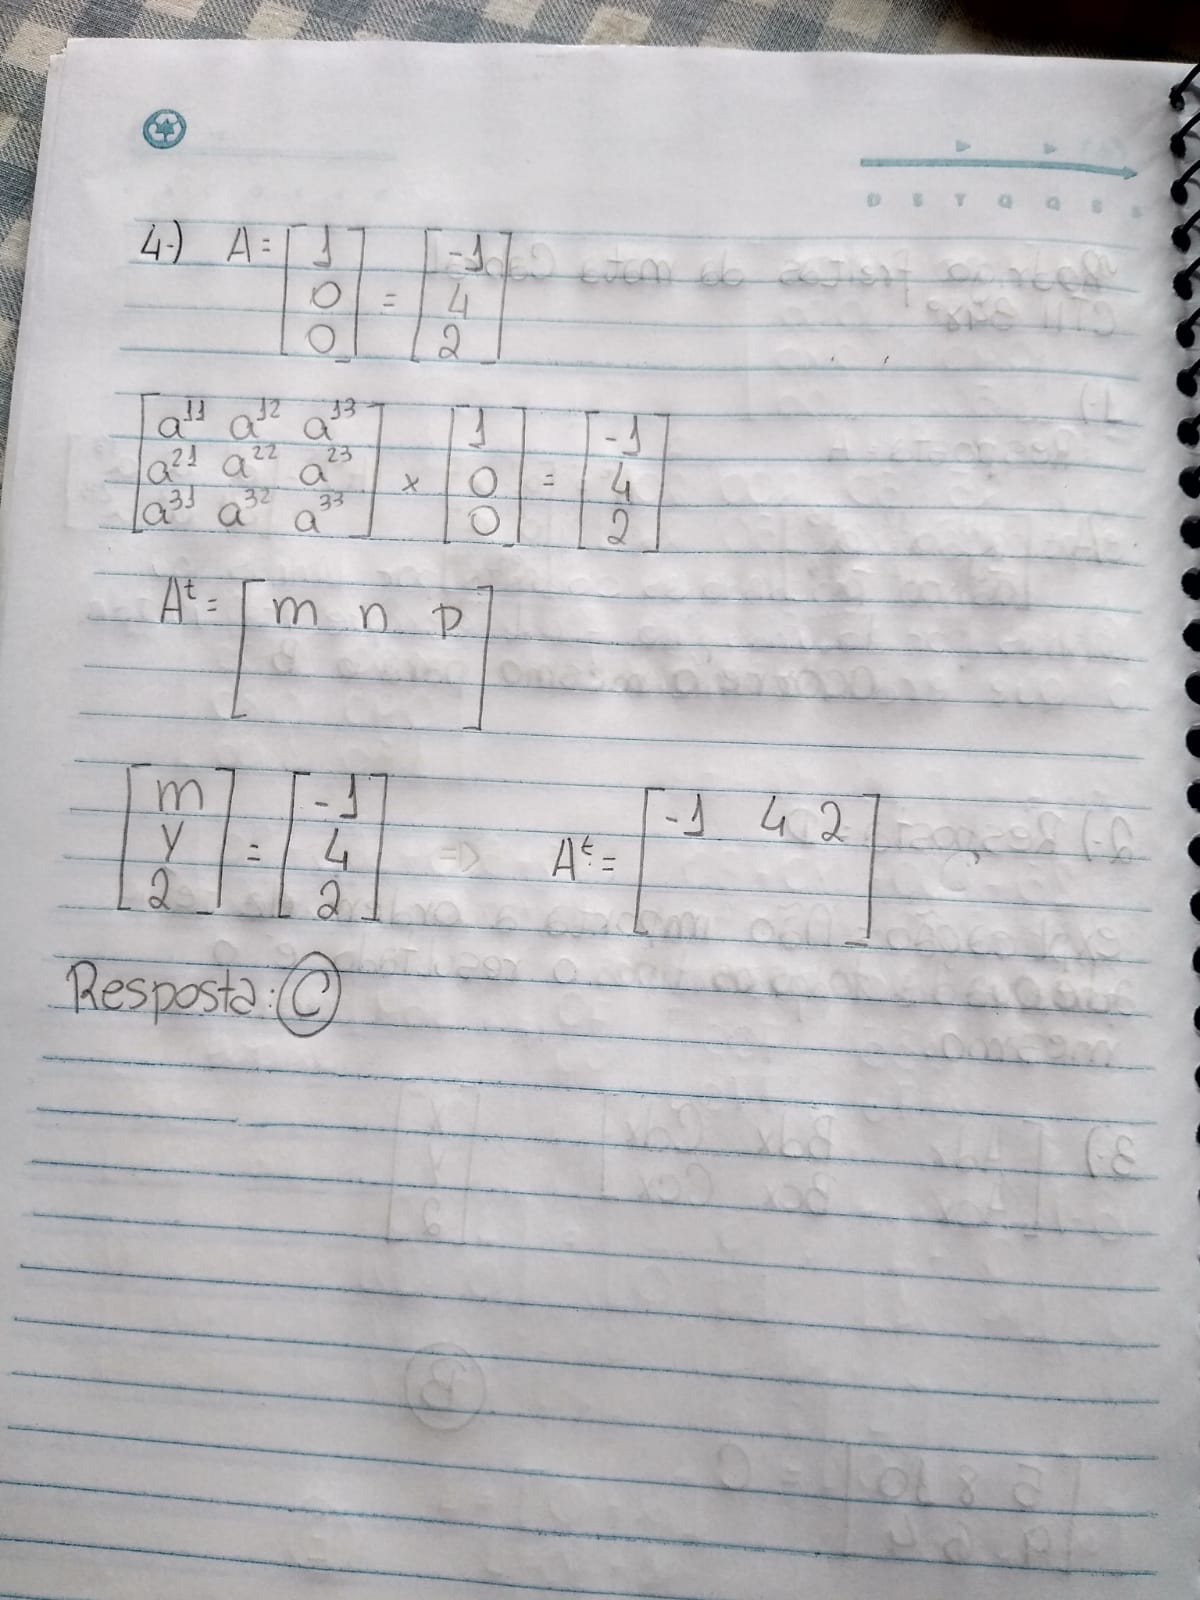 4-) A = [1 0 0] = [-1 4 2]
[a¹¹ a¹² a¹³
a²¹ a²² a²³
a³¹ a³² a³³] x [1 0 0] = [-1 4 2]
Aᵗ = [m n p]
[m y 2] = [-1 4 2] Aᵗ = [-1 4 2]
Resposta: C